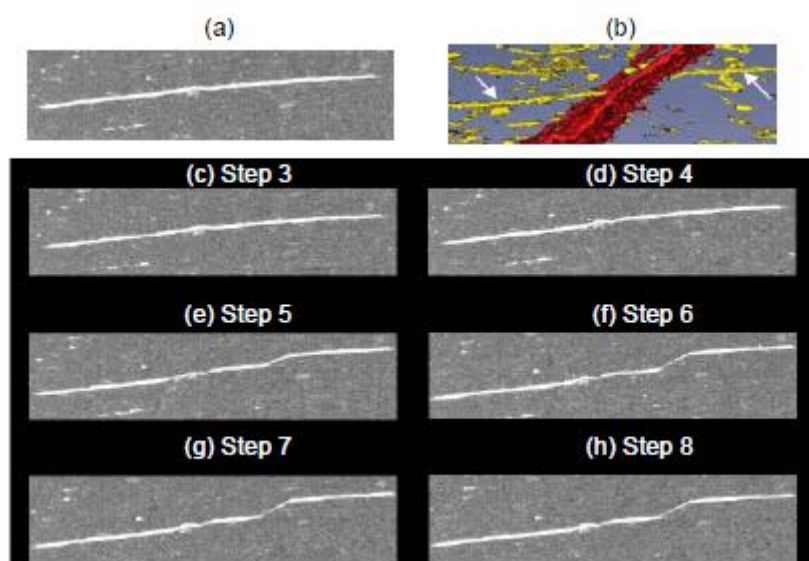 (a)
(b)
(c) Step 3
(d) Step 4
(e) Step 5
(f) Step 6
(g) Step 7
(h) Step 8